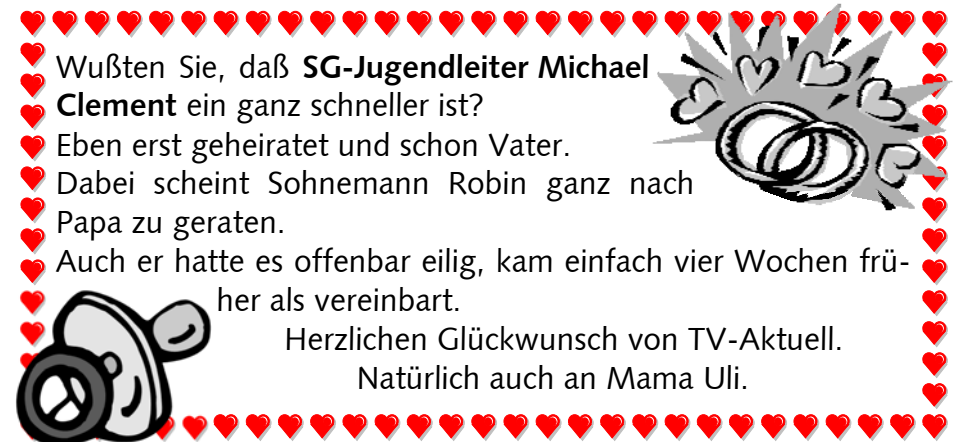 Wußten Sie, daß SG-Jugendleiter Michael
Clement ein ganz schneller ist?
Eben erst geheiratet und schon Vater.
Dabei scheint Sohnemann Robin ganz nach
Papa zu geraten.
Auch er hatte es offenbar eilig, kam einfach vier Wochen frü-
her als vereinbart.
Herzlichen Glückwunsch von TV-Aktuell.
Natürlich auch an Mama Uli.